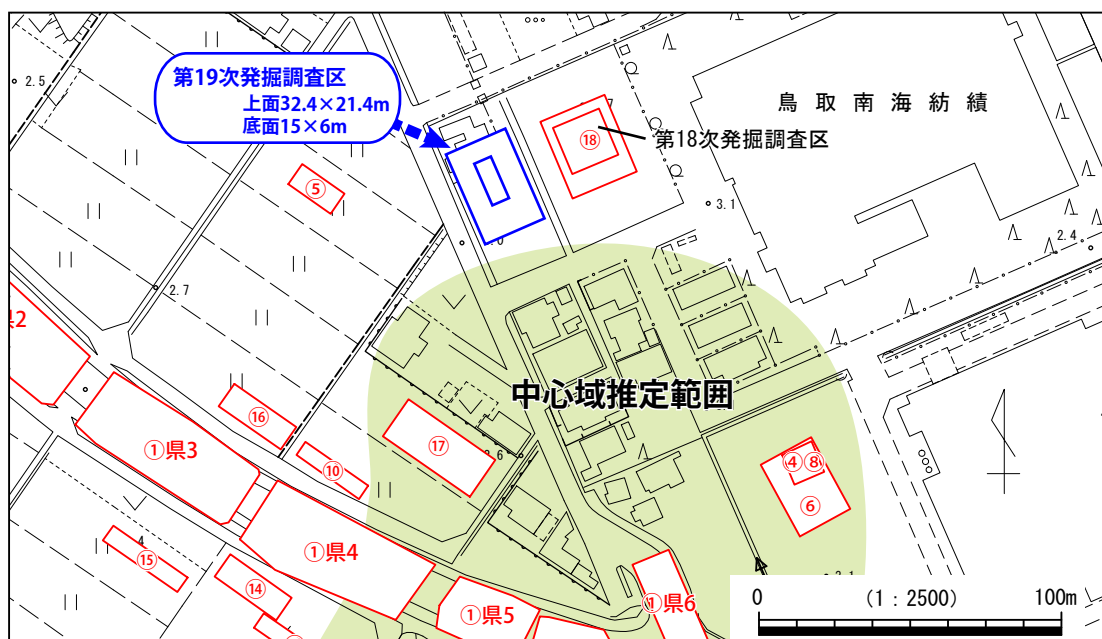 第19次発掘調査区
上面32.4×21.4m
底面15×6m
鳥取南海紡績
⑱
第18次発掘調査区
2.5
⑤
3.1
2.4
2.7
県2
中心域推定範囲
⑯
①県3
⑰
⑩
④⑧
⑥
①県4
⑮
⑭
①県5
①県6
0 (1：2500) 100m